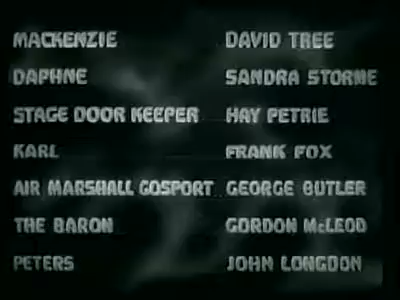 MACKENZIE DAVID TREE
DAPHNE SANDRA STORME
STAGE DOOR KEEPER HAY PETRIE
KARL FRANK FOX
AIR MARSHALL GOSPORT GEORGE BUTLER
THE BARON GORDON McLEOD
PETERS JOHN LONGDON